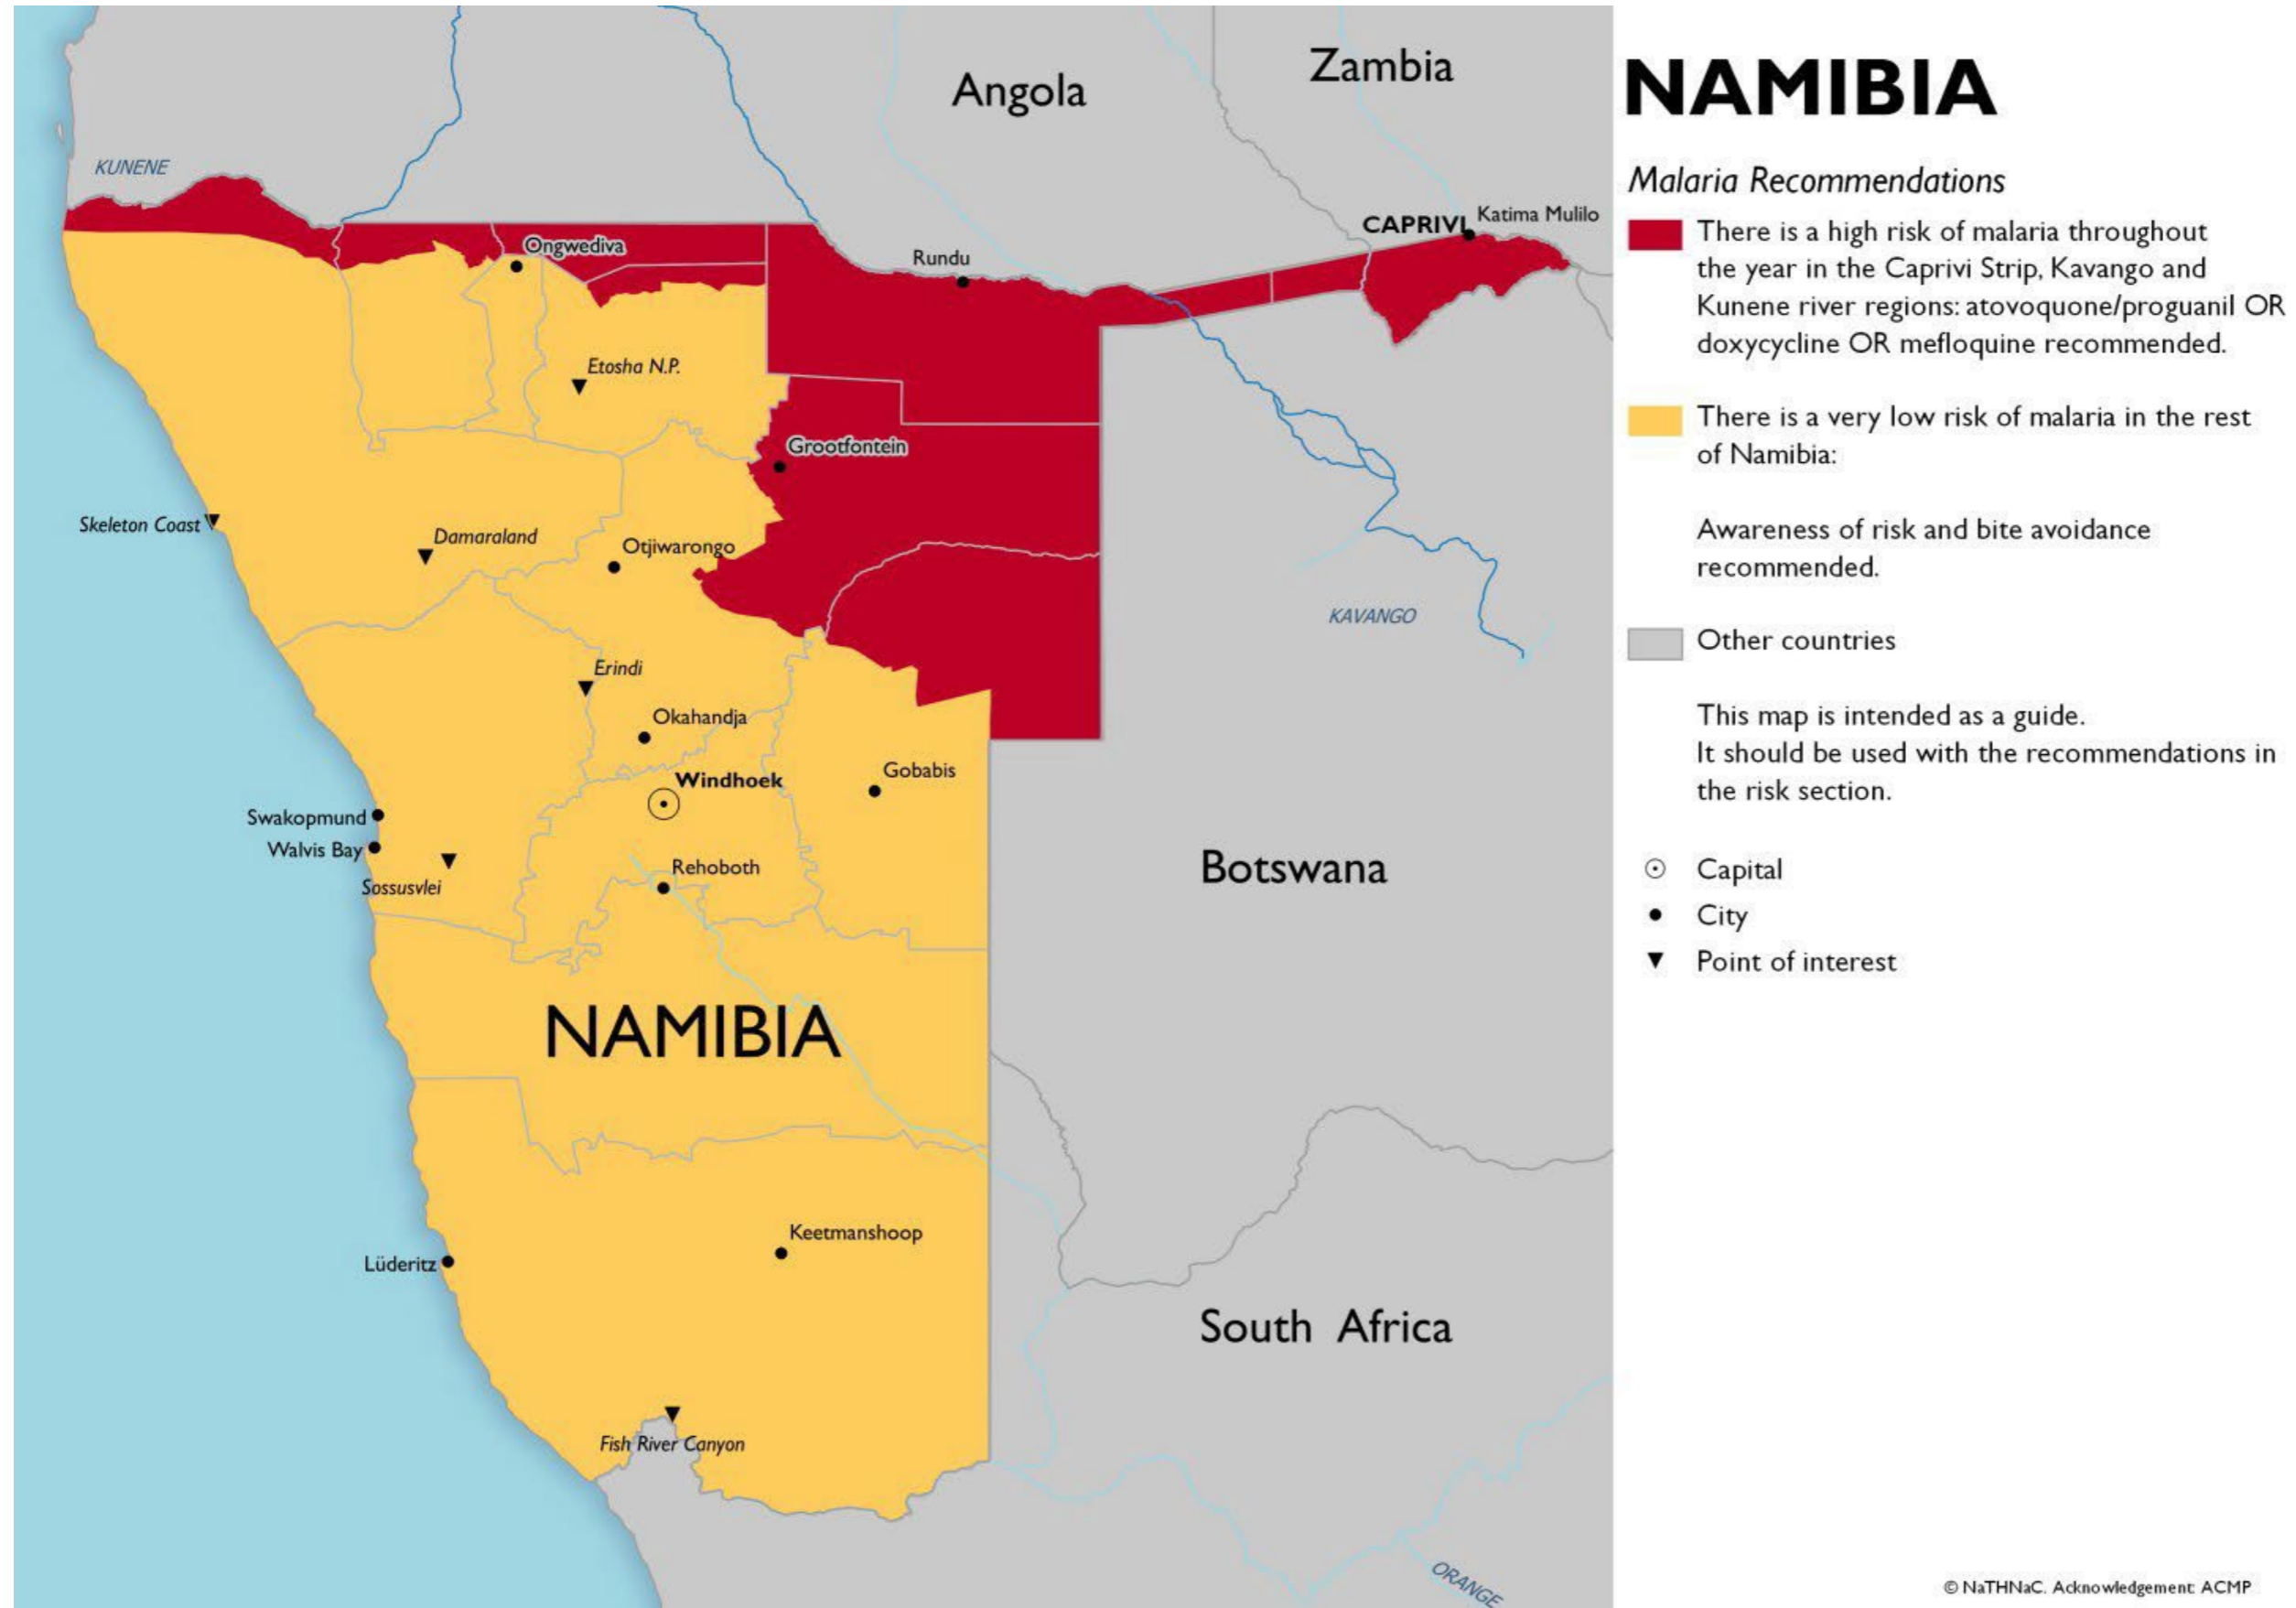 Angola
Zambia
KUNENE
CAPRIVI
Katima Mulilo
Ongwediva
Rundu
Etosha N.P.
Grootfontein
Skeleton Coast
Damaraland
Otjiwarongo
KAVANGO
Erindi
Okahandja
Windhoek
Gobabis
Swakopmund
Walvis Bay
Sossusvlei
Rehoboth
Botswana
NAMIBIA
Keetmanshoop
Lüderitz
South Africa
Fish River Canyon
ORANGE
NAMIBIA
Malaria Recommendations
There is a high risk of malaria throughout
the year in the Caprivi Strip, Kavango and
Kunene river regions: atovoquone/proguanil OR
doxycycline OR mefloquine recommended.
There is a very low risk of malaria in the rest
of Namibia:
Awareness of risk and bite avoidance
recommended.
Other countries
This map is intended as a guide.
It should be used with the recommendations in
the risk section.
Capital
City
Point of interest
© NaTHNaC. Acknowledgement: ACMP